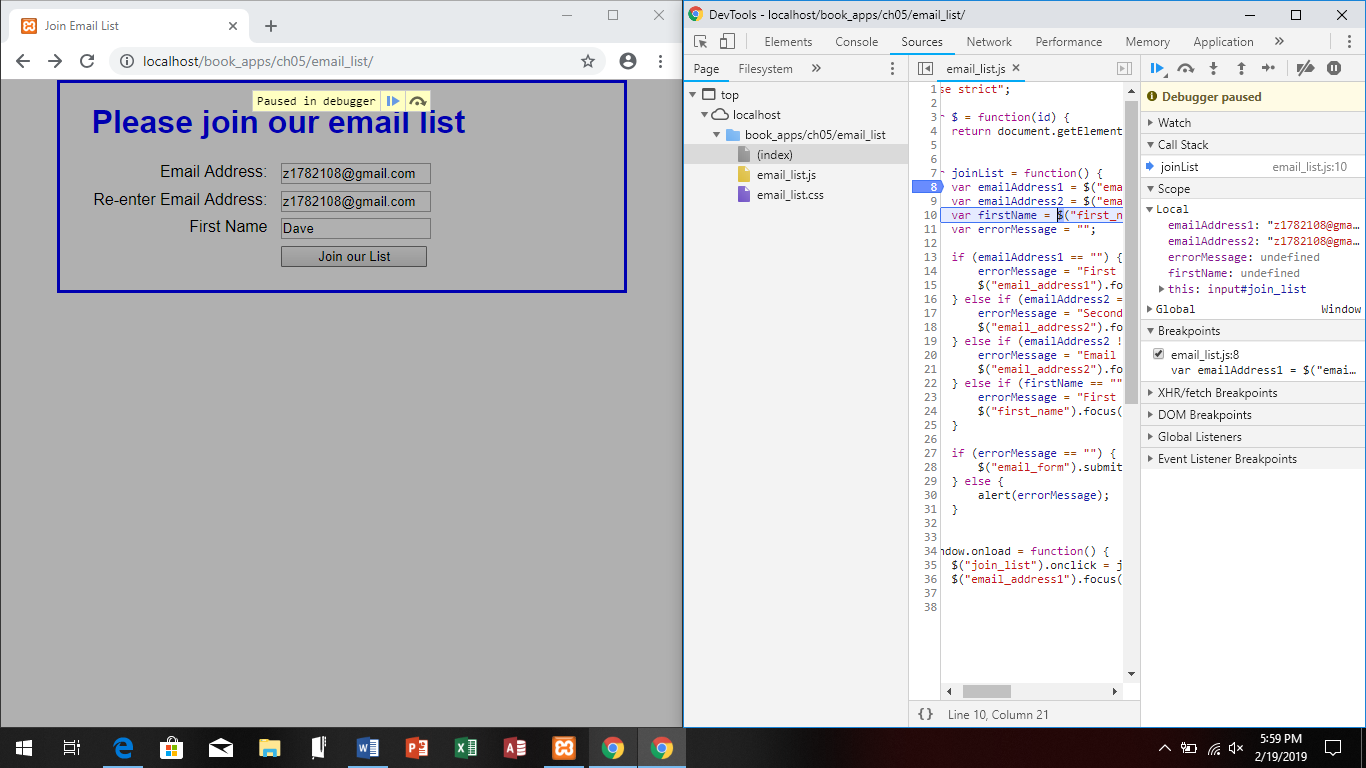 Join Email List
localhost/book_apps/ch05/email_list/
Paused in debugger
Please join our email list
Email Address: z1782108@gmail.com
Re-enter Email Address: z1782108@gmail.com
First Name Dave
Join our List
DevTools - localhost/book_apps/ch05/email_list/
Elements Console Sources Network Performance Memory Application »
Page Filesystem »
top
localhost
book_apps/ch05/email_list
(index)
email_list.js
email_list.css
email_list.js
1 se strict";
2
3 r $ = function(id) {
4 return document.getElement
5
6
7 r joinList = function() {
8 var emailAddress1 = $("ema
9 var emailAddress2 = $("ema
10 var firstName = $("first_n
11 var errorMessage = "";
12
13 if (emailAddress1 == "") {
14 errorMessage = "First
15 $("email_address1").fo
16 } else if (emailAddress2 =
17 errorMessage = "Second
18 $("email_address2").fo
19 } else if (emailAddress2 !
20 errorMessage = "Email
21 $("email_address2").fo
22 } else if (firstName == ""
23 errorMessage = "First
24 $("first_name").focus(
25 }
26
27 if (errorMessage == "") {
28 $("email_form").submit
29 } else {
30 alert(errorMessage);
31 }
32
33
34 ndow.onload = function() {
35 $("join_list").onclick = j
36 $("email_address1").focus(
37
38
{} Line 10, Column 21
Debugger paused
Watch
Call Stack
joinList email_list.js:10
Scope
Local
emailAddress1: "z1782108@gma…
emailAddress2: "z1782108@gma…
errorMessage: undefined
firstName: undefined
this: input#join_list
Global Window
Breakpoints
email_list.js:8
var emailAddress1 = $("emai…
XHR/fetch Breakpoints
DOM Breakpoints
Global Listeners
Event Listener Breakpoints
5:59 PM
2/19/2019